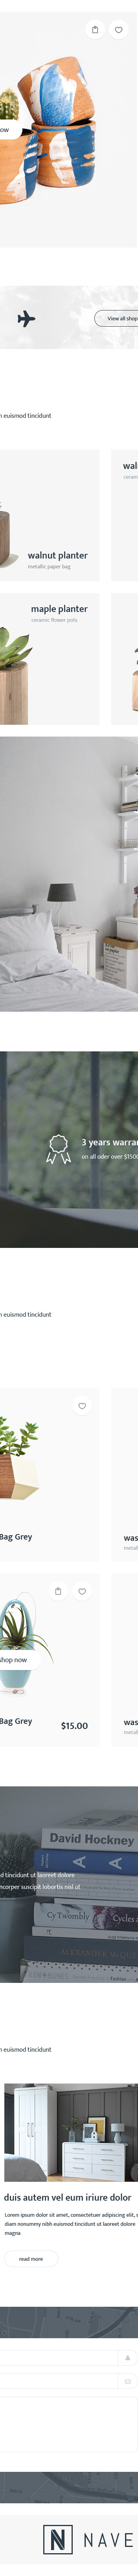 ow
View all shop
n euismod tincidunt
walnut planter
metallic paper bag
wal
ceram
maple planter
ceramic flower pots
3 years warra
on all oder over $150
n euismod tincidunt
Bag Grey
was
metall
shop now
Bag Grey
$15.00
was
metall
David Hockney
d tincidunt ut laoreet dolore
mcorper suscipit lobortis nisl ut
Cy Twombly
Cycles a
n euismod tincidunt
duis autem vel eum iriure dolor
Lorem ipsum dolor sit amet, consectetuer adipiscing elit, s
diam nonummy nibh euismod tincidunt ut laoreet dolore
magna
read more
N NAVE